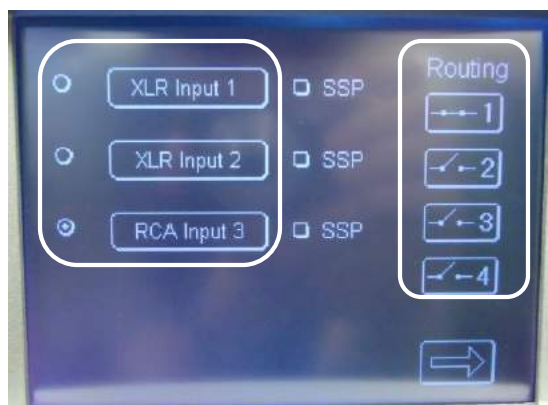 Routing
XLR Input 1 SSP
1
XLR Input 2 SSP
2
RCA Input 3 SSP
3
4